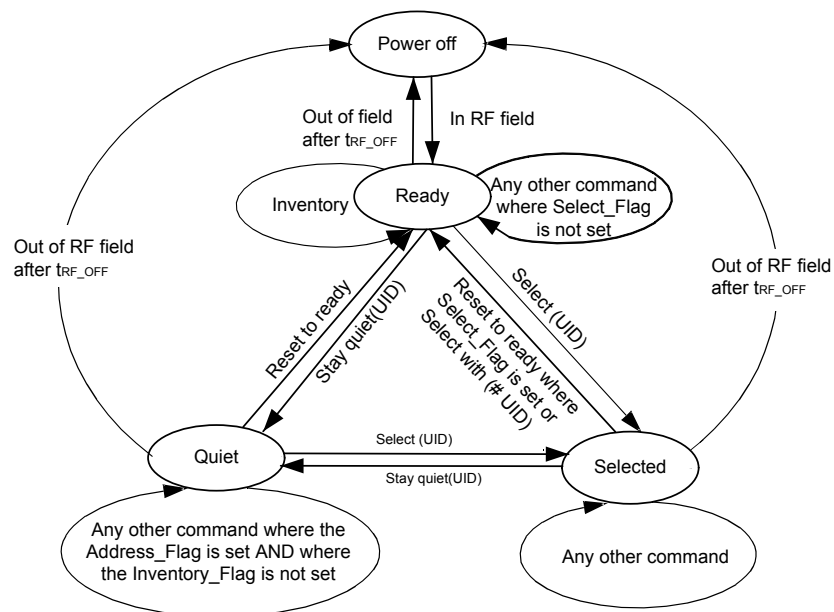 Power off
Out of field
after tRF_OFF
In RF field
Inventory
Ready
Any other command
where Select_Flag
is not set
Out of RF field
after tRF_OFF
Out of RF field
after tRF_OFF
Reset to ready
Stay quiet(UID)
Select (UID)
Reset to ready where
Select_Flag is set or
Select with (# UID)
Quiet
Select (UID)
Stay quiet(UID)
Selected
Any other command where the
Address_Flag is set AND where
the Inventory_Flag is not set
Any other command